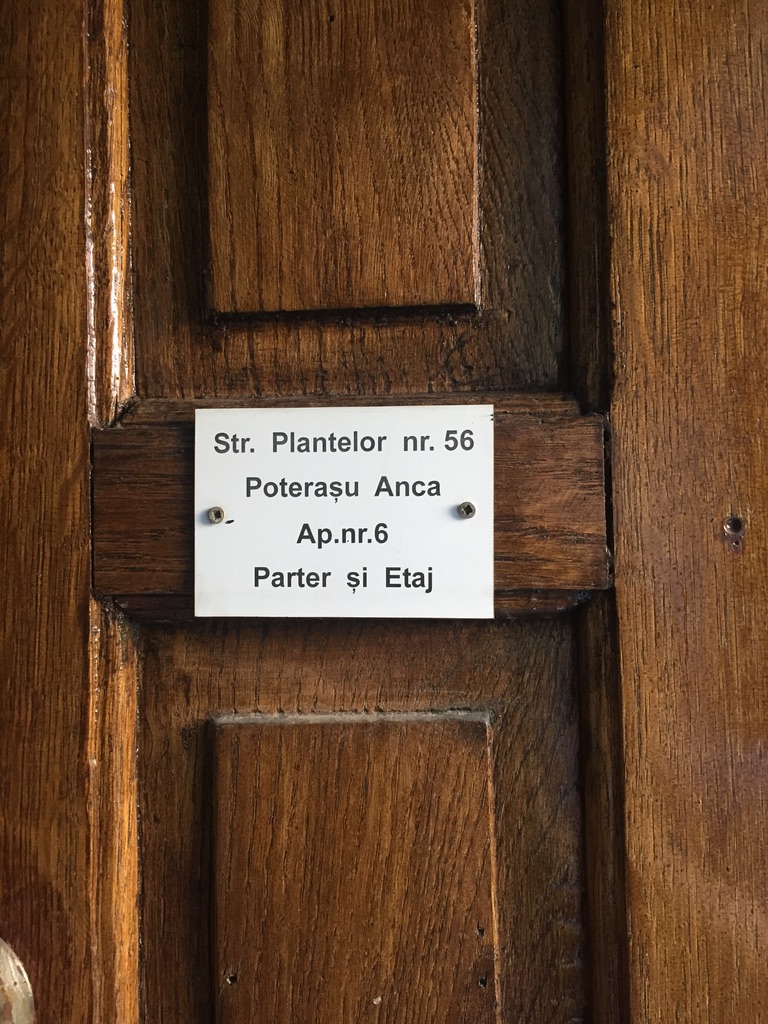 Str. Plantelor nr. 56
Poterașu Anca
Ap.nr.6
Parter și Etaj